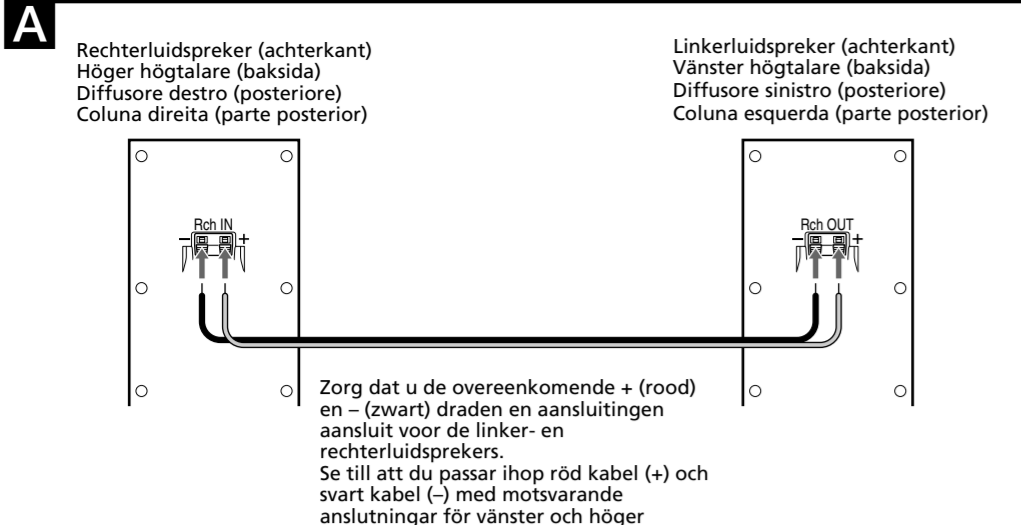 A
Rechterluidspreker (achterkant)
Höger högtalare (baksida)
Diffusore destro (posteriore)
Coluna direita (parte posterior)
Linkerluidspreker (achterkant)
Vänster högtalare (baksida)
Diffusore sinistro (posteriore)
Coluna esquerda (parte posterior)
Rch IN
– +
Rch OUT
– +
Zorg dat u de overeenkomende + (rood)
en – (zwart) draden en aansluitingen
aansluit voor de linker- en
rechterluidsprekers.
Se till att du passar ihop röd kabel (+) och
svart kabel (–) med motsvarande
anslutningar för vänster och höger